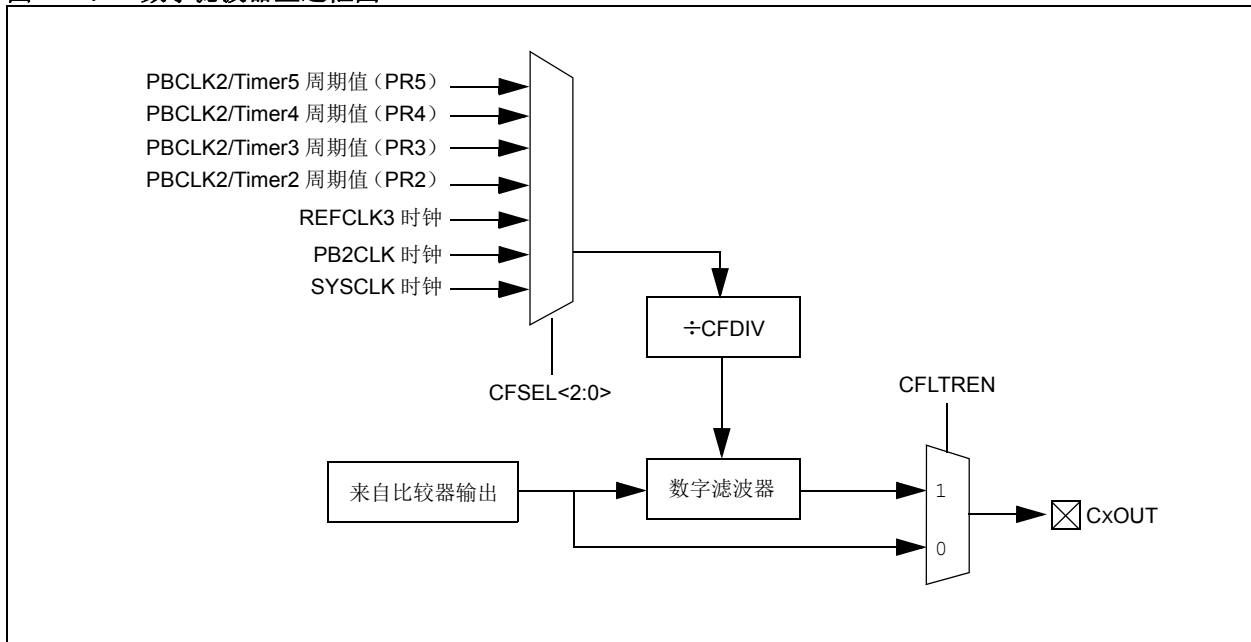 PBCLK2/Timer5 周期值（PR5）
PBCLK2/Timer4 周期值（PR4）
PBCLK2/Timer3 周期值（PR3）
PBCLK2/Timer2 周期值（PR2）
REFCLK3 时钟
PB2CLK 时钟
SYSCLK 时钟
÷CFDIV
CFSEL<2:0>
CFLTREN
来自比较器输出
数字滤波器
1
0
CxOUT